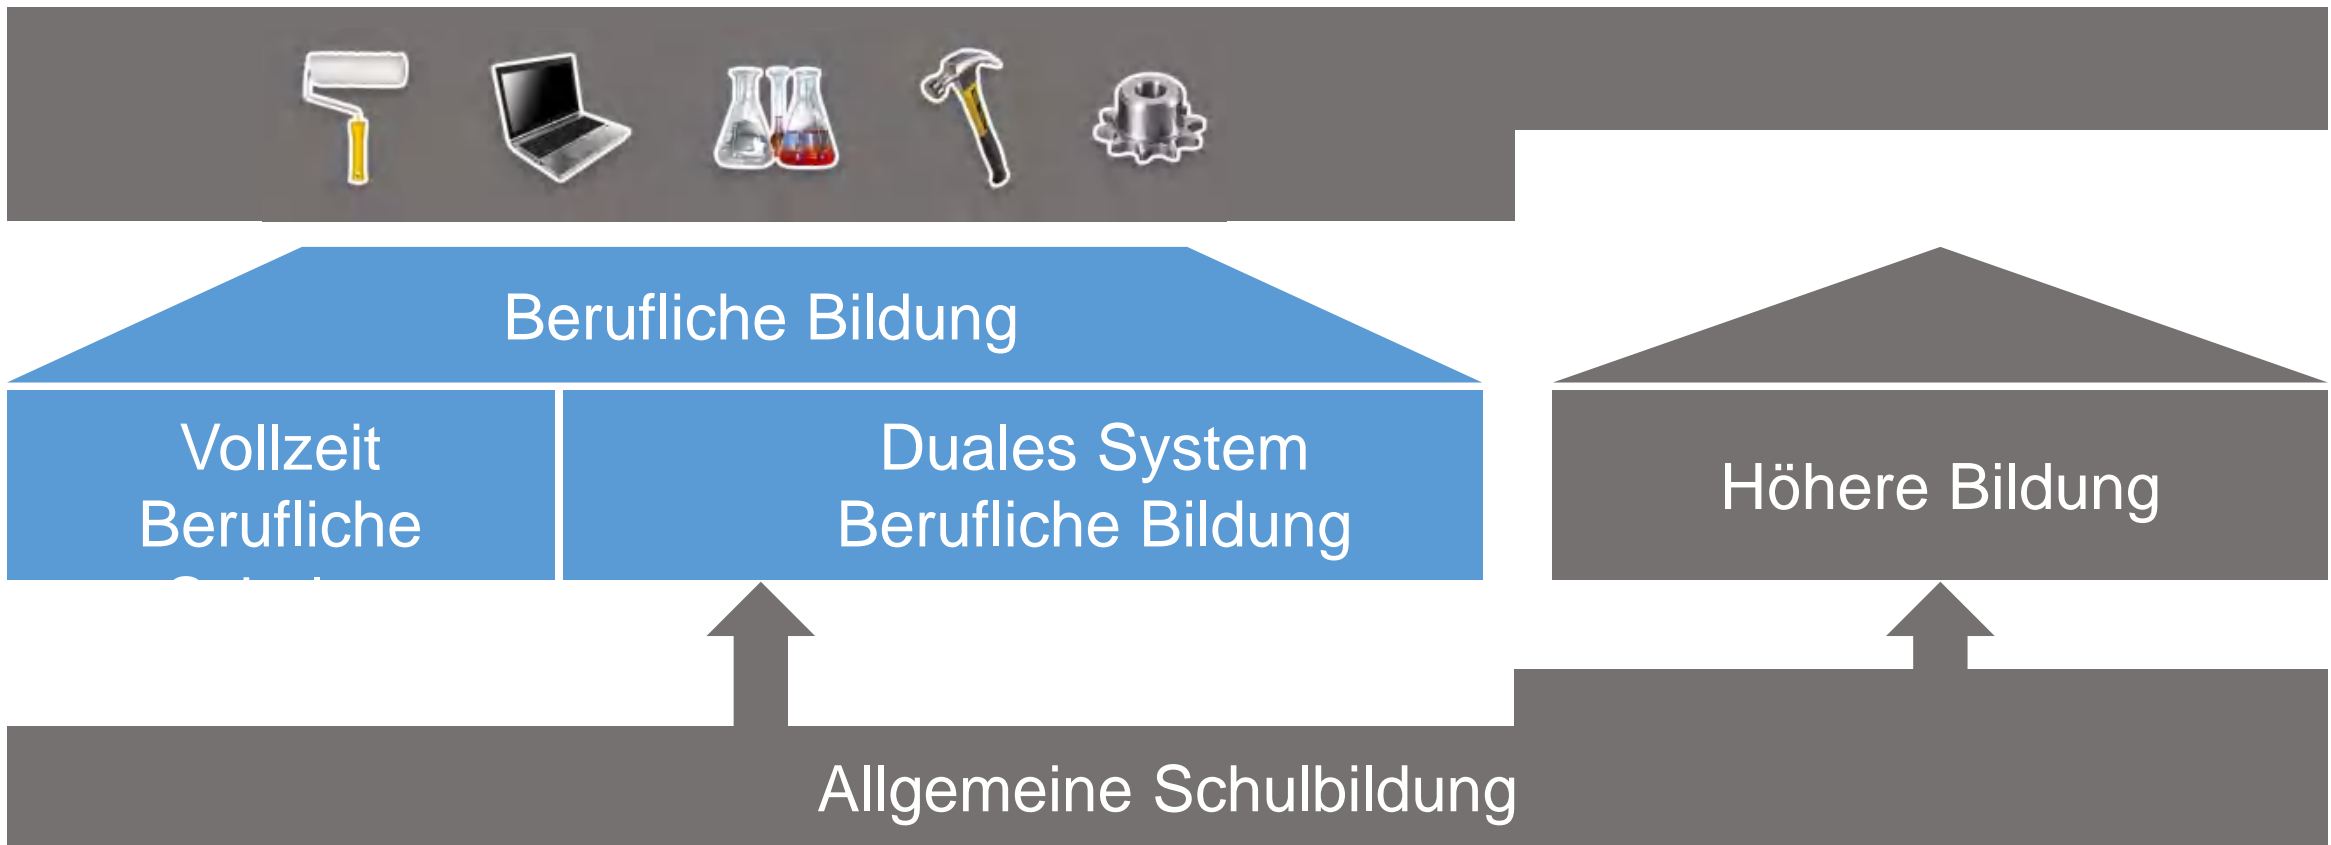 Berufliche Bildung
Vollzeit
Berufliche
Duales System
Berufliche Bildung
Höhere Bildung
Allgemeine Schulbildung